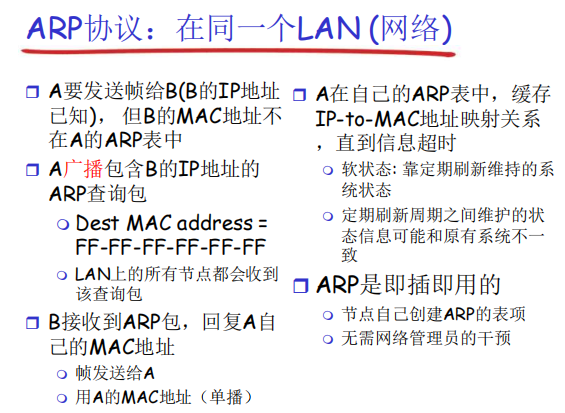 ARP协议：在同一个LAN (网络)
A要发送帧给B(B的IP地址
已知)， 但B的MAC地址不
在A的ARP表中
A广播包含B的IP地址的
ARP查询包
Dest MAC address =
FF-FF-FF-FF-FF-FF
LAN上的所有节点都会收到
该查询包
B接收到ARP包，回复A自
己的MAC地址
帧发送给A
用A的MAC地址（单播）
A在自己的ARP表中，缓存
IP-to-MAC地址映射关系
，直到信息超时
软状态: 靠定期刷新维持的系
统状态
定期刷新周期之间维护的状
态信息可能和原有系统不一
致
ARP是即插即用的
节点自己创建ARP的表项
无需网络管理员的干预